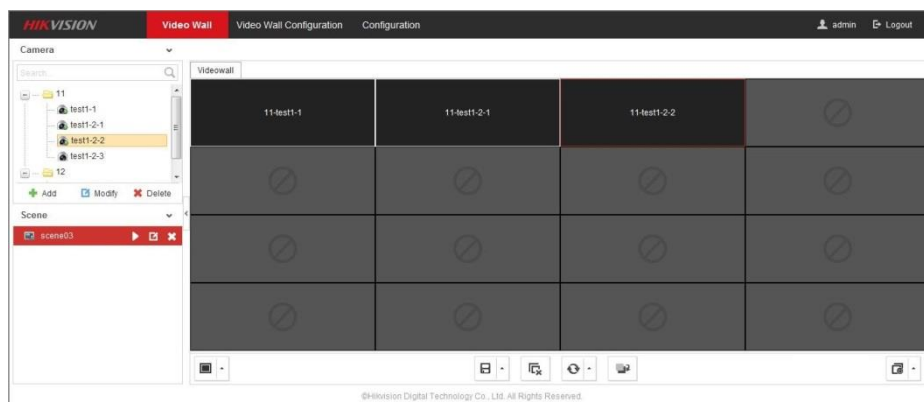 HIKVISION Video Wall Video Wall Configuration Configuration admin Logout
Camera
Search...
Videowall
11
test1-1
test1-2-1
test1-2-2
test1-2-3
12
Add Modify Delete
11-test1-1 11-test1-2-1 11-test1-2-2
Scene
scene03
©Hikvision Digital Technology Co., Ltd. All Rights Reserved.